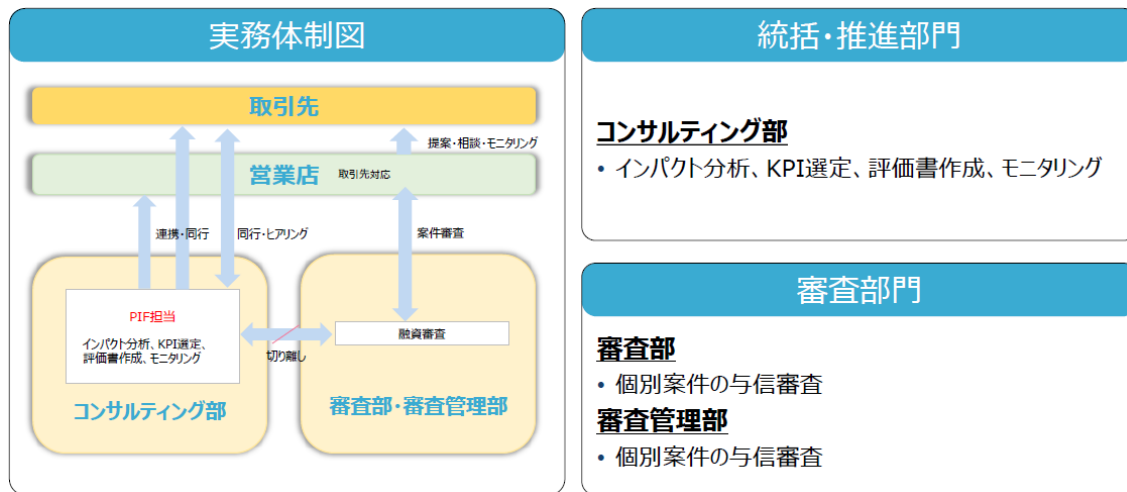 実務体制図
取引先
提案・相談・モニタリング
営業店 取引先対応
連携・同行
同行・ヒアリング
案件審査
PIF担当
インパクト分析、KPI選定、
評価書作成、モニタリング
コンサルティング部
切り離し
融資審査
審査部・審査管理部
統括・推進部門
コンサルティング部
• インパクト分析、KPI選定、評価書作成、モニタリング
審査部門
審査部
• 個別案件の与信審査
審査管理部
• 個別案件の与信審査